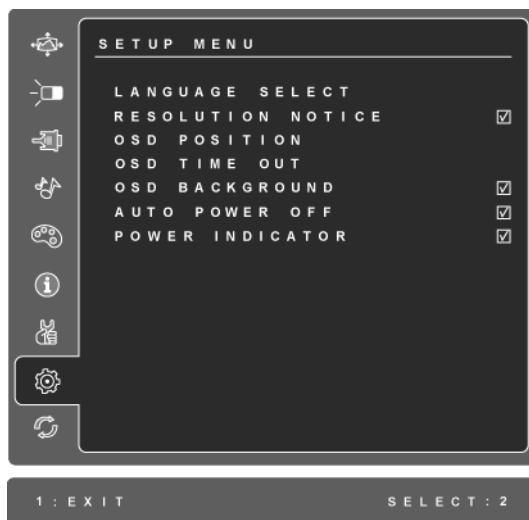 SETUP MENU
LANGUAGE SELECT
RESOLUTION NOTICE
OSD POSITION
OSD TIME OUT
OSD BACKGROUND
AUTO POWER OFF
POWER INDICATOR
1:EXIT SELECT:2